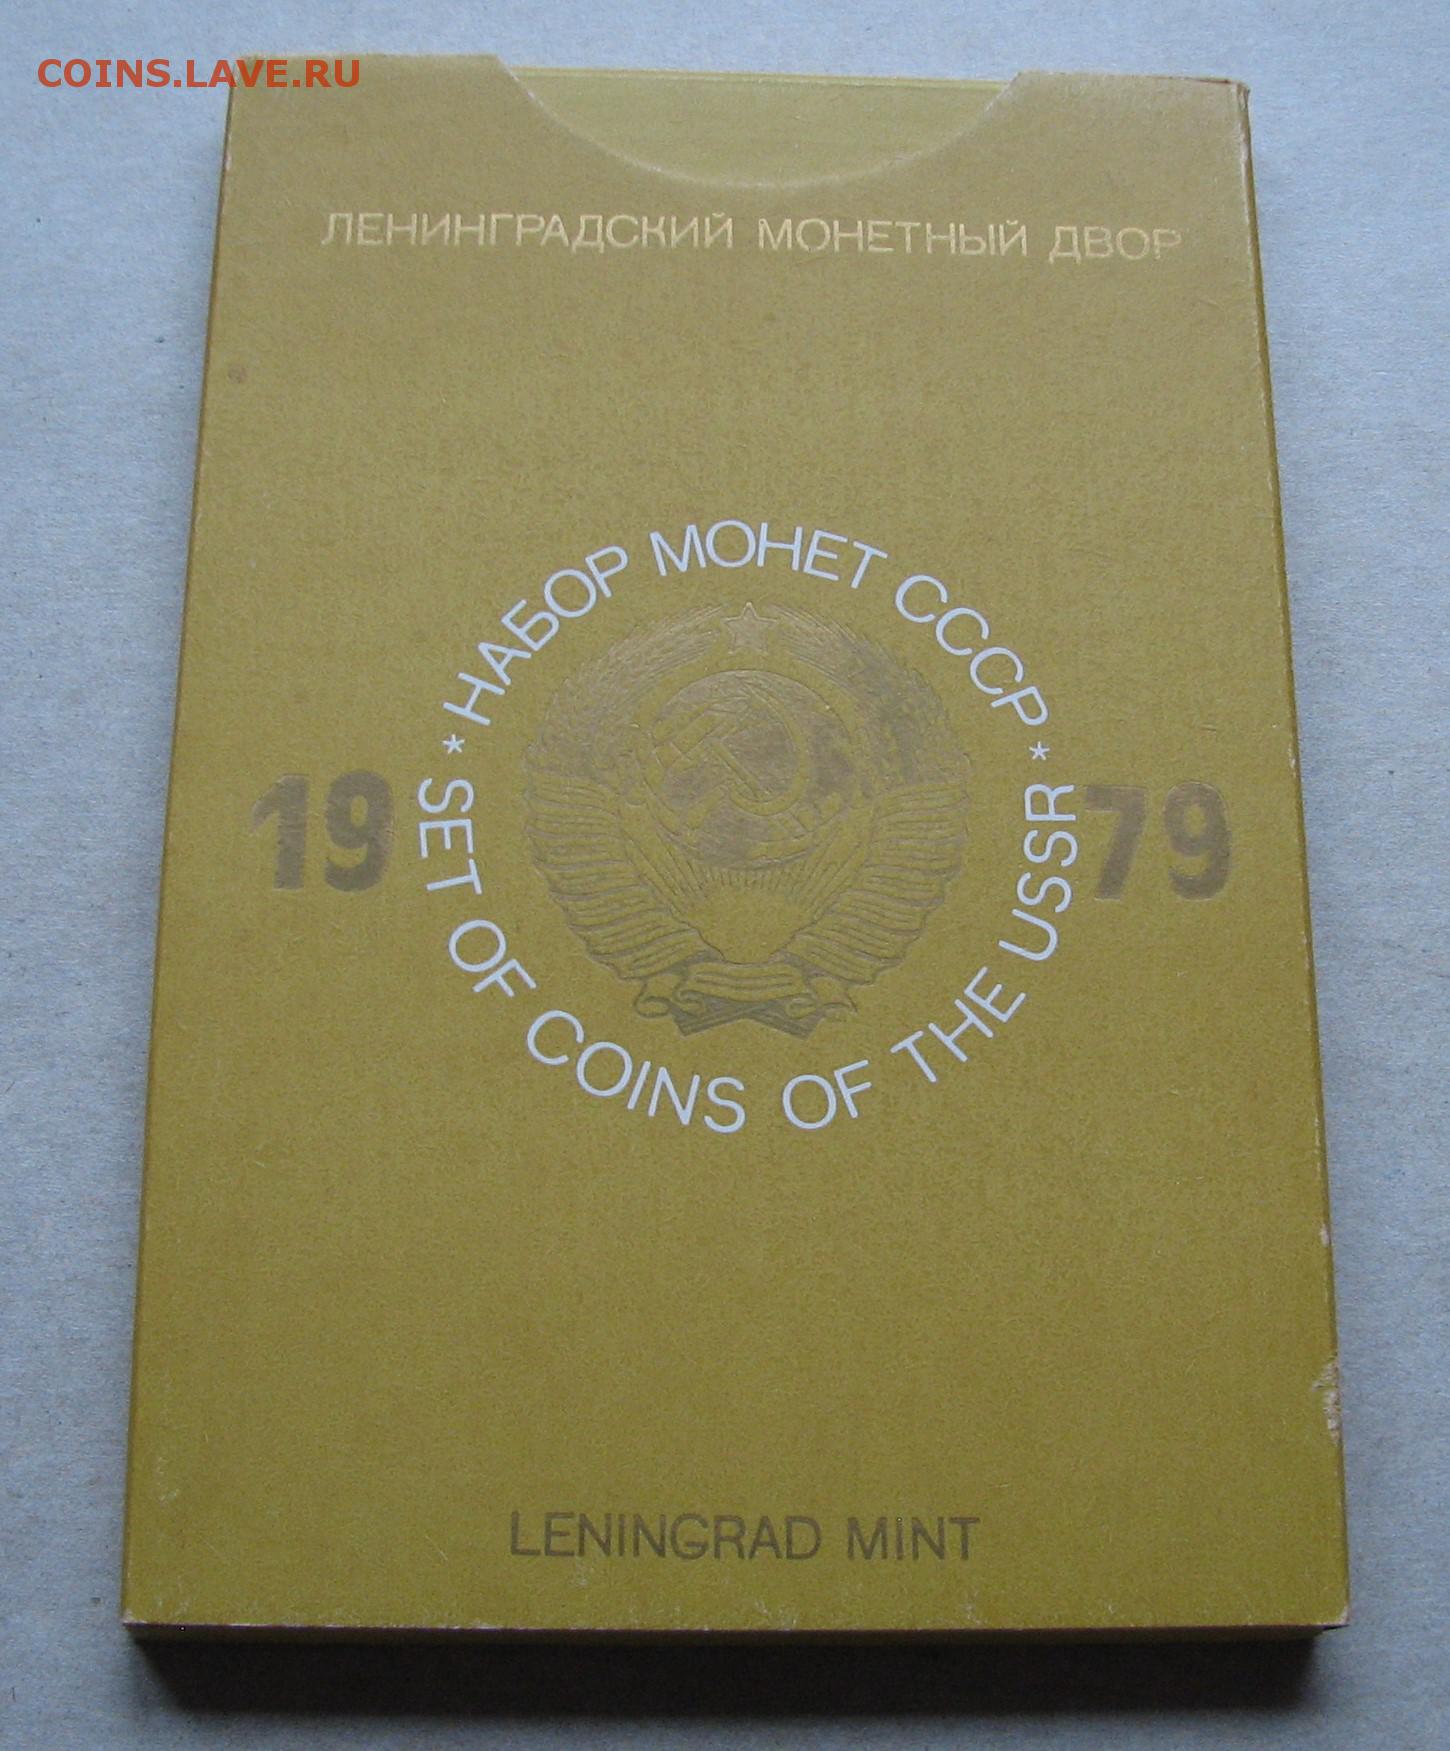 COINS.LAVE.RU
ЛЕНИНГРАДСКИЙ МОНЕТНЫЙ ДВОР
* НАБОР МОНЕТ СССР *
19 79
SET OF COINS OF THE USSR
LENINGRAD MINT